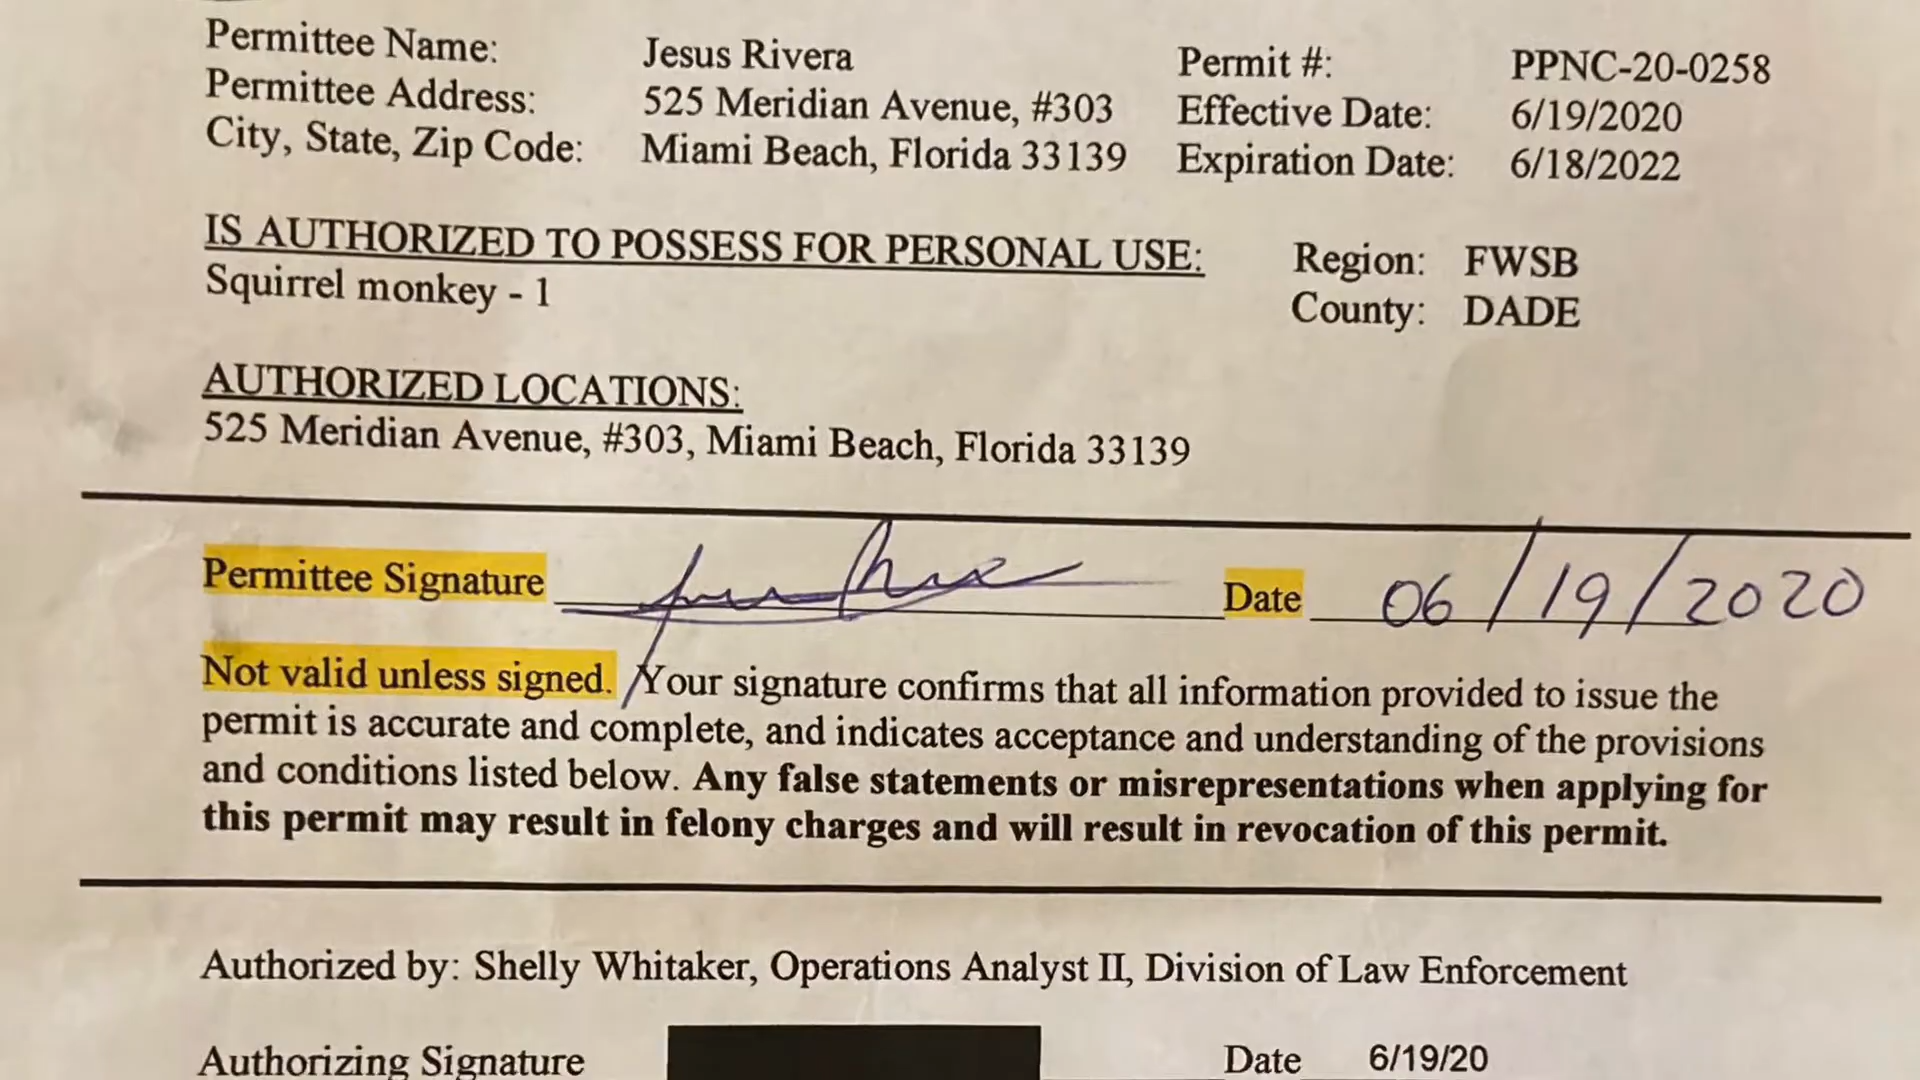 Permittee Name: Jesus Rivera Permit #: PPNC-20-0258
Permittee Address: 525 Meridian Avenue, #303 Effective Date: 6/19/2020
City, State, Zip Code: Miami Beach, Florida 33139 Expiration Date: 6/18/2022
IS AUTHORIZED TO POSSESS FOR PERSONAL USE: Region: FWSB
Squirrel monkey - 1 County: DADE
AUTHORIZED LOCATIONS:
525 Meridian Avenue, #303, Miami Beach, Florida 33139
Permittee Signature Date 06/19/2020
Not valid unless signed. Your signature confirms that all information provided to issue the
permit is accurate and complete, and indicates acceptance and understanding of the provisions
and conditions listed below. Any false statements or misrepresentations when applying for
this permit may result in felony charges and will result in revocation of this permit.
Authorized by: Shelly Whitaker, Operations Analyst II, Division of Law Enforcement
Authorizing Signature Date 6/19/20